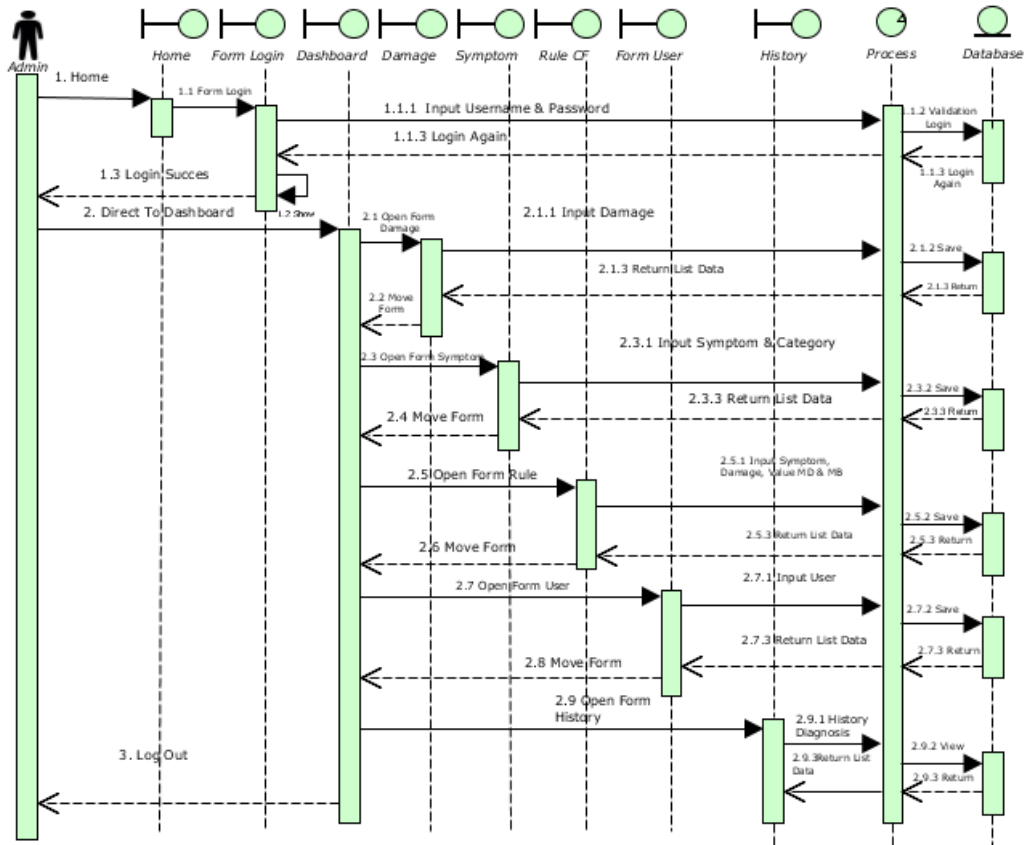 Admin
Home
Form Login
Dashboard
Damage
Symptom
Rule CF
Form User
History
Process
Database
1. Home
1.1 Form Login
1.1.1 Input Username & Password
1.1.2 Validation
Login
1.1.3 Login Again
1.1.3 Login
Again
1.3 Login Succes
1.2 Show
2. Direct To Dashboard
2.1 Open Form
Damage
2.1.1 Input Damage
2.1.2 Save
2.1.3 Return List Data
2.1.3 Return
2.2 Move
Form
2.3 Open Form Symptom
2.3.1 Input Symptom & Category
2.3.2 Save
2.3.3 Return List Data
2.3.3 Return
2.4 Move Form
2.5 Open Form Rule
2.5.1 Input Symptom,
Damage, Value MD & MB
2.5.2 Save
2.5.3 Return List Data
2.5.3 Return
2.6 Move Form
2.7 Open Form User
2.7.1 Input User
2.7.2 Save
2.7.3 Return List Data
2.7.3 Return
2.8 Move Form
2.9 Open Form
History
2.9.1 History
Diagnosis
2.9.2 View
2.9.3Return List
Data
2.9.3 Return
3. Log Out